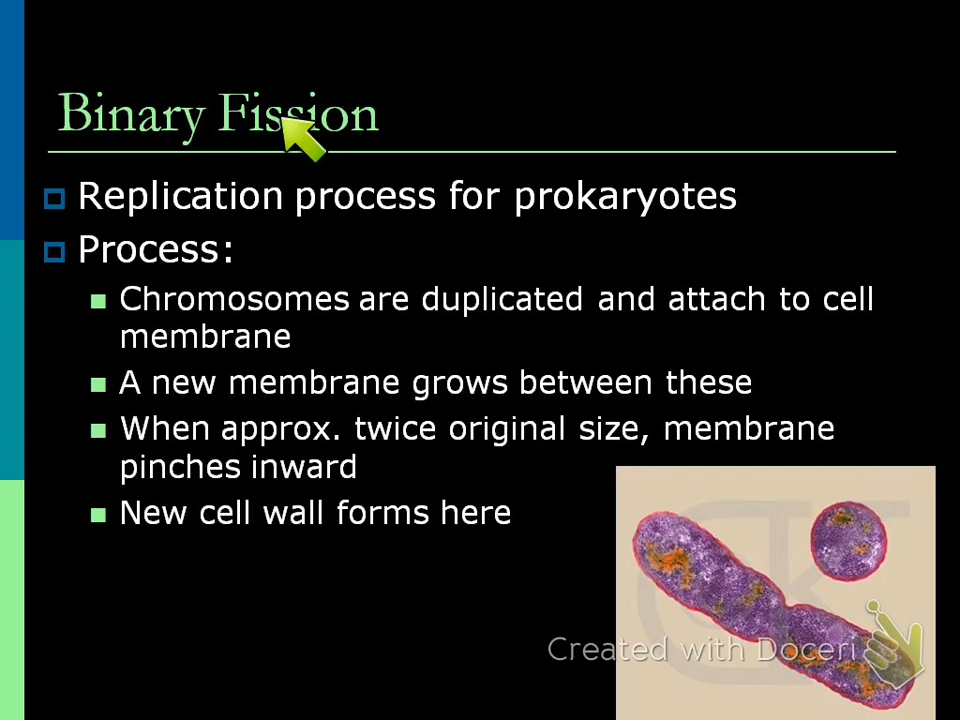 Binary Fission
Replication process for prokaryotes
Process:
Chromosomes are duplicated and attach to cell
membrane
A new membrane grows between these
When approx. twice original size, membrane
pinches inward
New cell wall forms here
Created with Doceri